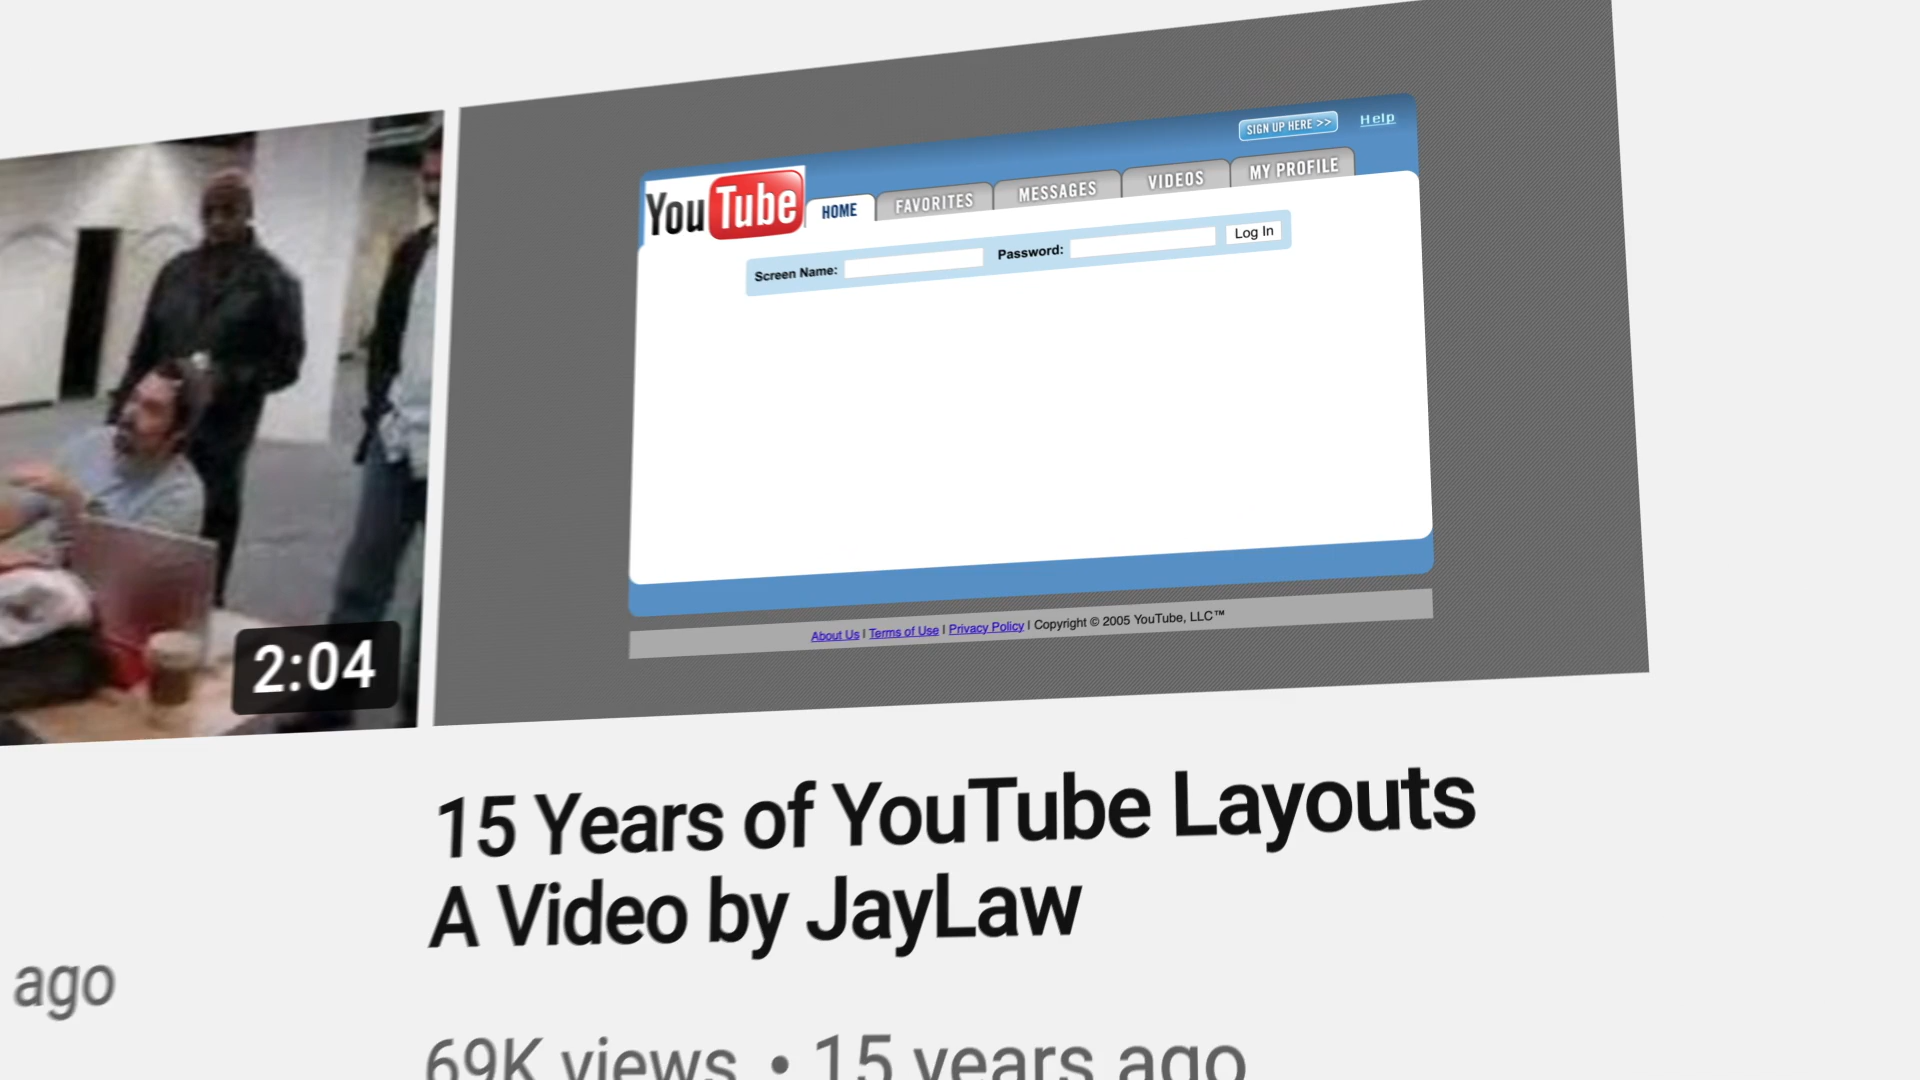 SIGN UP HERE >> Help
YouTube HOME FAVORITES MESSAGES VIDEOS MY PROFILE
Screen Name: Password: Log In
About Us | Terms of Use | Privacy Policy | Copyright © 2005 YouTube, LLC™
2:04
15 Years of YouTube Layouts
A Video by JayLaw
ago
69K views • 15 years ago